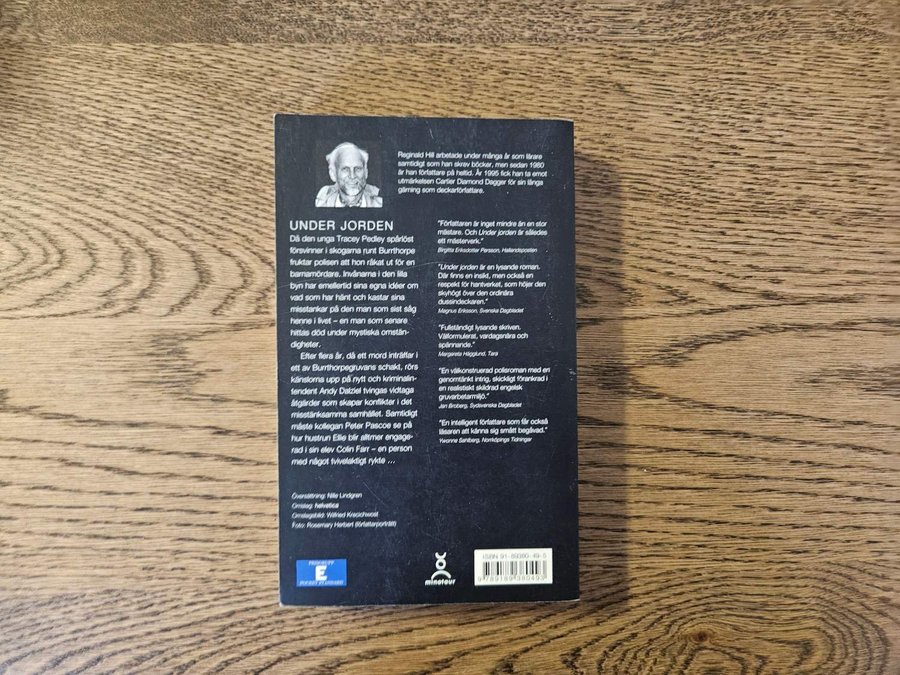 Reginald Hill arbetade under många år som lärare
samtidigt som han skrev böcker, men sedan 1980
är han författare på heltid. År 1995 fick han ta emot
utmärkelsen Cartier Diamond Dagger för sin långa
gärning som deckarförfattare.
UNDER JORDEN
Då den unga Tracey Pedley spårlöst
försvinner i skogarna runt Burrthorpe
fruktar polisen att hon råkat ut för en
barnamördare. Invånarna i den lilla
byn har emellertid sina egna idéer om
vad som har hänt och kastar sina
misstankar på den man som sist såg
henne i livet – en man som senare
hittas död under mystiska omstän-
digheter.
Efter flera år, då ett mord inträffar i
ett av Burrthorpegruvans schakt, rörs
känslorna upp på nytt och kriminalin-
tendent Andy Dalziel tvingas vidtaga
åtgärder som skapar konflikter i det
misstänksamma samhället. Samtidigt
måste kollegan Peter Pascoe se på
hur hustrun Ellie blir alltmer engage-
rad i sin elev Colin Farr – en person
med något tvivelaktigt rykte ...
"Författaren är inget mindre än en stor
mästare. Och Under jorden är således
ett mästerverk."
Birgitta Eriksdotter Persson, Hallandsposten
"Under jorden är en lysande roman.
Där finns en insikt, men också en
respekt för hantverket, som höjer den
skyhögt över den ordinära
dussindeckaren."
Magnus Eriksson, Svenska Dagbladet
"Fullständigt lysande skriven.
Välformulerat, vardagsnära och
spännande."
Margareta Hägglund, Tara
"En välkonstruerad polisroman med en
genomtänkt intrig, skickligt förankrad i
en realistiskt skildrad engelsk
gruvarbetarmiljö."
Jan Broberg, Sydsvenska Dagbladet
"En intelligent författare som får också
läsaren att känna sig smått begåvad."
Yvonne Sahlberg, Norrköpings Tidningar
Översättning: Nille Lindgren
Omslag: helvetica
Omslagsbild: Wilfried Krecichwost
Foto: Rosemary Herbert (författarporträtt)
PRISGRUPP
E
POCKET STANDARD
minotaur
ISBN 91-89380-49-5
9 789189 380493